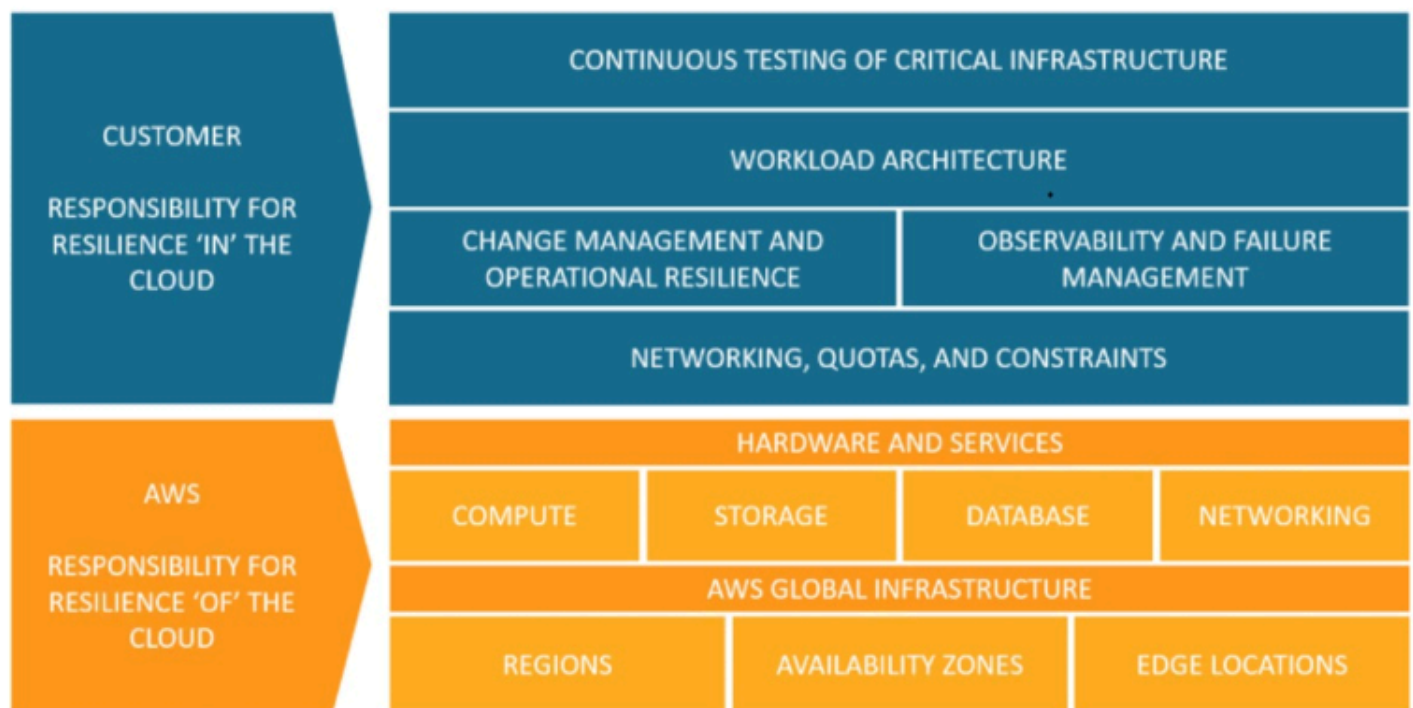 CUSTOMER
RESPONSIBILITY FOR
RESILIENCE ‘IN’ THE
CLOUD
CONTINUOUS TESTING OF CRITICAL INFRASTRUCTURE
WORKLOAD ARCHITECTURE
CHANGE MANAGEMENT AND
OPERATIONAL RESILIENCE
OBSERVABILITY AND FAILURE
MANAGEMENT
NETWORKING, QUOTAS, AND CONSTRAINTS
AWS
RESPONSIBILITY FOR
RESILIENCE ‘OF’ THE
CLOUD
HARDWARE AND SERVICES
COMPUTE
STORAGE
DATABASE
NETWORKING
AWS GLOBAL INFRASTRUCTURE
REGIONS
AVAILABILITY ZONES
EDGE LOCATIONS